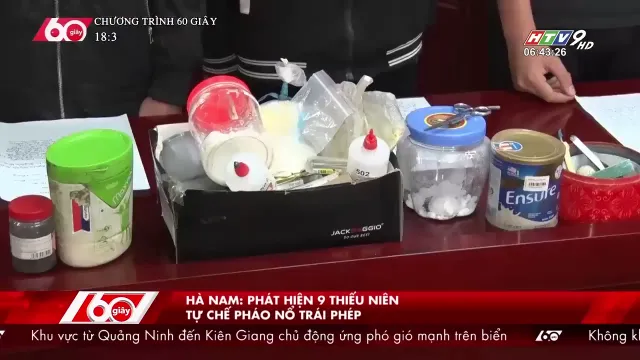 60 giây
CHƯƠNG TRÌNH 60 GIÂY
18:3
HTV9 HD
06:43:26
502
JACK
GGIO
Ensure
60 giây
HÀ NAM: PHÁT HIỆN 9 THIẾU NIÊN
TỰ CHẾ PHÁO NỔ TRÁI PHÉP
Khu vực từ Quảng Ninh đến Kiên Giang chủ động ứng phó gió mạnh trên biển
60 giây
Không k